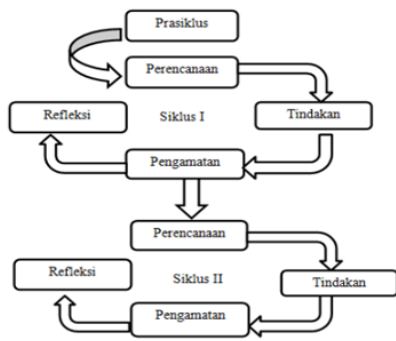 Prasiklus
Perencanaan
Refleksi
Siklus I
Tindakan
Pengamatan
Perencanaan
Refleksi
Siklus II
Tindakan
Pengamatan